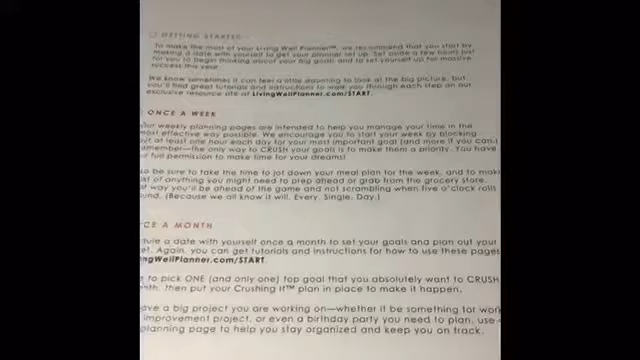 GETTING STARTED
To make the most of your Living Well Planner™, we recommend that you start by
making a date with yourself to get your planner set up. Set aside a few hours just
for you to begin thinking about your big goals and to set yourself up for massive
success this year.
We know sometimes it can feel a little daunting to look at the big picture, but
you'll find great tutorials and instructions to walk you through each step on our
exclusive resource site at LivingWellPlanner.com/START.
ONCE A WEEK
Our weekly planning pages are intended to help you manage your time in the
most effective way possible. We encourage you to start your week by blocking
out at least one hour each day for your most important goal (and more if you can.)
emember—the only way to CRUSH your goals is to make them a priority. You have
r full permission to make time for your dreams!
so be sure to take the time to jot down your meal plan for the week, and to make
st of anything you might need to prep ahead or grab from the grocery store.
at way you'll be ahead of the game and not scrambling when five o'clock rolls
und. (Because we all know it will. Every. Single. Day.)
CE A MONTH
dule a date with yourself once a month to set your goals and plan out your
et. Again, you can get tutorials and instructions for how to use these pages
ngWellPlanner.com/START.
e to pick ONE (and only one) top goal that you absolutely want to CRUSH
nth, then put your Crushing It™ plan in place to make it happen.
ave a big project you are working on—whether it be something for work
improvement project, or even a birthday party you need to plan, use
planning page to help you stay organized and keep you on track.